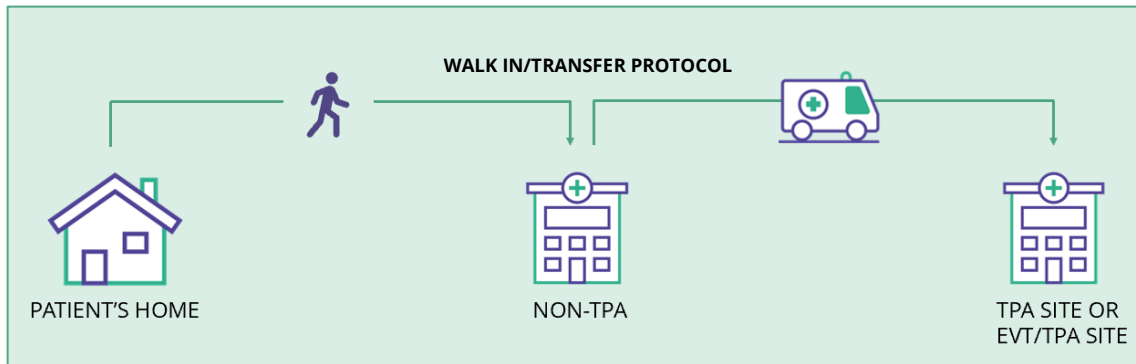 WALK IN/TRANSFER PROTOCOL
PATIENT’S HOME
NON-TPA
TPA SITE OR
EVT/TPA SITE